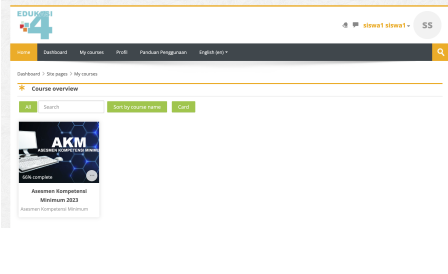 EDUKASI
4
siswa1 siswa1
SS
Home Dashboard My courses Profil Panduan Penggunaan English (en)
Dashboard Site pages My courses
Course overview
All Search Sort by course name Card
AKM
ASESMEN KOMPETENSI MINIMUM
66% complete
Asesmen Kompetensi
Minimum 2023
Asesmen Kompetensi Minimum